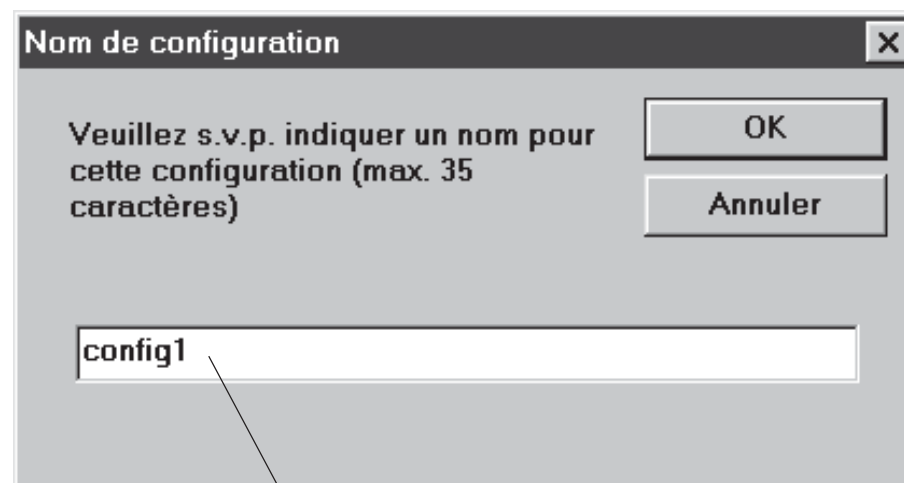 Nom de configuration
Veuillez s.v.p. indiquer un nom pour
cette configuration (max. 35
caractères)
OK
Annuler
config1